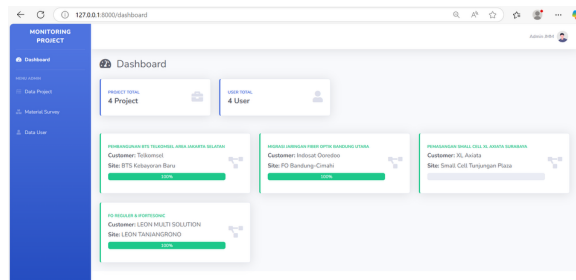 127.0.0.1:8000/dashboard
MONITORING
PROJECT
Admin
Dashboard
MENU ADMIN
Data Project
Material Survey
Data User
Dashboard
PROJECT TOTAL
4 Project
USER TOTAL
4 User
PEMBANGUNAN BTS TELKOMSEL AREA JAKARTA SELATAN
Customer: Telkomsel
Site: BTS Kebayoran Baru
100%
MIGRASI JARINGAN FIBER OPTIK BANDUNG UTARA
Customer: Indosat Ooredoo
Site: FO Bandung-Cimahi
100%
PEMASANGAN SMALL CELL XL AXIATA SURABAYA
Customer: XL Axiata
Site: Small Cell Tunjungan Plaza
FO REGULER &
Customer: LEON MULTI SOLUTION
Site: LEON TANJANGRONO
100%